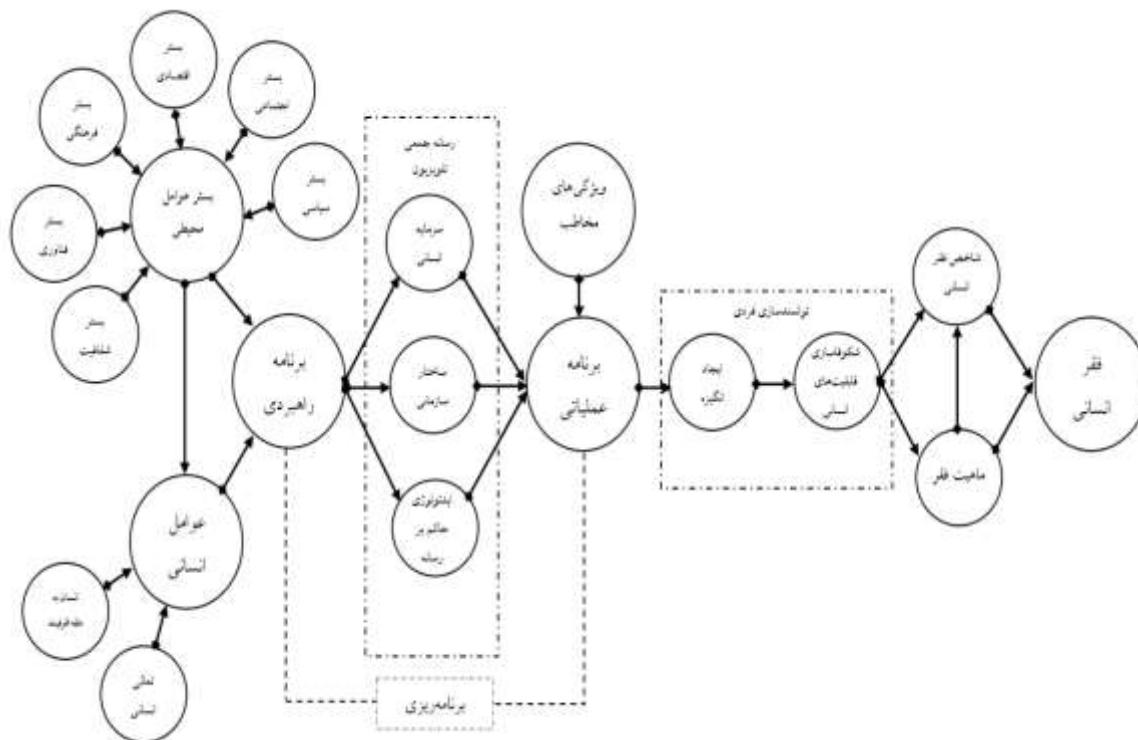 بستر
اقتصادی
بستر
اجتماعی
بستر
فرهنگی
بستر
سیاسی
بستر
فناوری
بستر
شفافیت
بستر عوامل
محیطی
عوامل
انسانی
تعالی
انسانی
برنامه
راهبردی
رسانه جمعی
تلویزیون
سرمایه
انسانی
ساختار
سازمانی
ایدئولوژی
حاکم بر
رسانه
ویژگی‌های
مخاطب
برنامه
عملیاتی
برنامه‌ریزی
توانمندسازی فردی
ایجاد
انگیزه
شکوفاسازی
قابلیت‌های
انسانی
شاخص فقر
انسانی
ماهیت فقر
فقر
انسانی